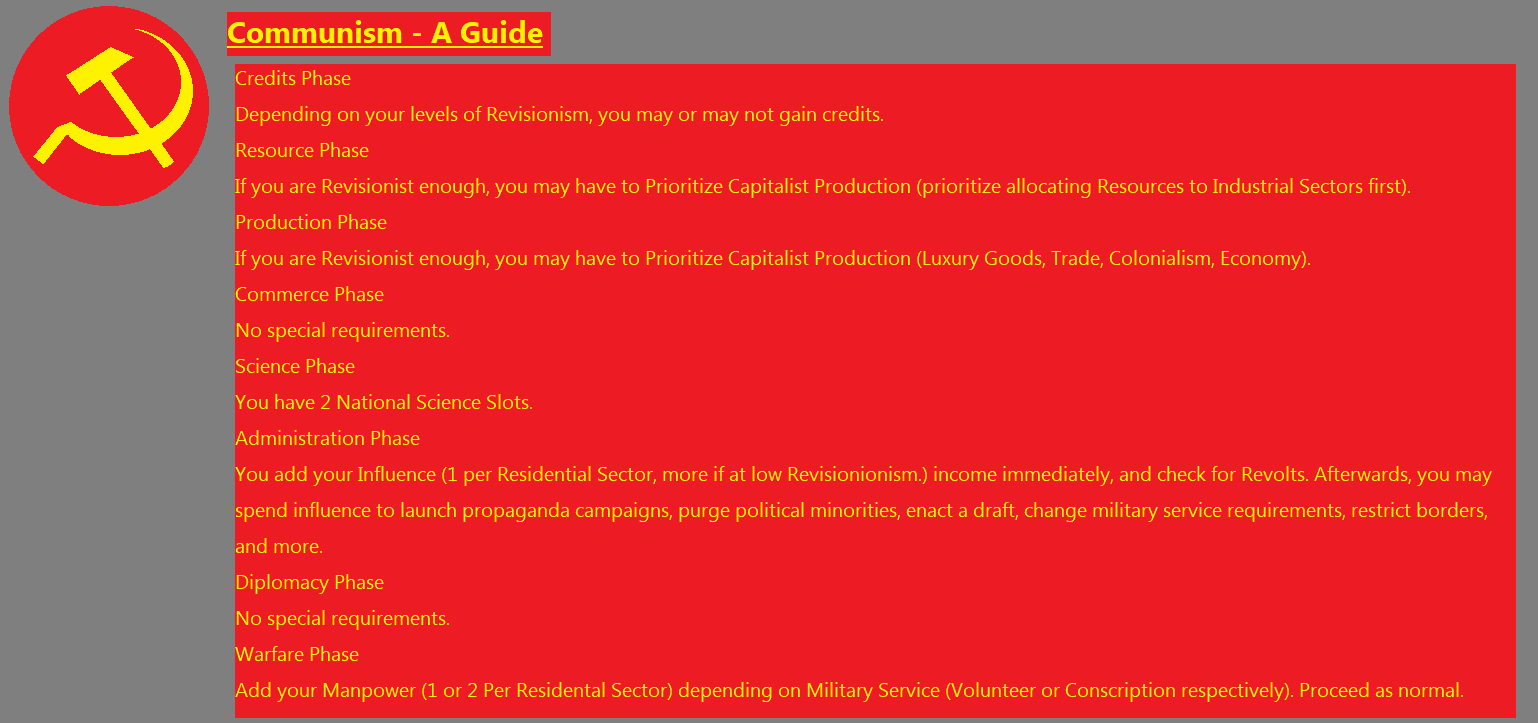 Communism - A Guide
Credits Phase
Depending on your levels of Revisionism, you may or may not gain credits.
Resource Phase
If you are Revisionist enough, you may have to Prioritize Capitalist Production (prioritize allocating Resources to Industrial Sectors first).
Production Phase
If you are Revisionist enough, you may have to Prioritize Capitalist Production (Luxury Goods, Trade, Colonialism, Economy).
Commerce Phase
No special requirements.
Science Phase
You have 2 National Science Slots.
Administration Phase
You add your Influence (1 per Residential Sector, more if at low Revisionionism.) income immediately, and check for Revolts. Afterwards, you may
spend influence to launch propaganda campaigns, purge political minorities, enact a draft, change military service requirements, restrict borders,
and more.
Diplomacy Phase
No special requirements.
Warfare Phase
Add your Manpower (1 or 2 Per Residental Sector) depending on Military Service (Volunteer or Conscription respectively). Proceed as normal.